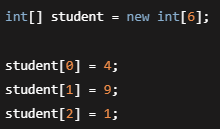 int[] student = new int[6];
student[0] = 4;
student[1] = 9;
student[2] = 1;